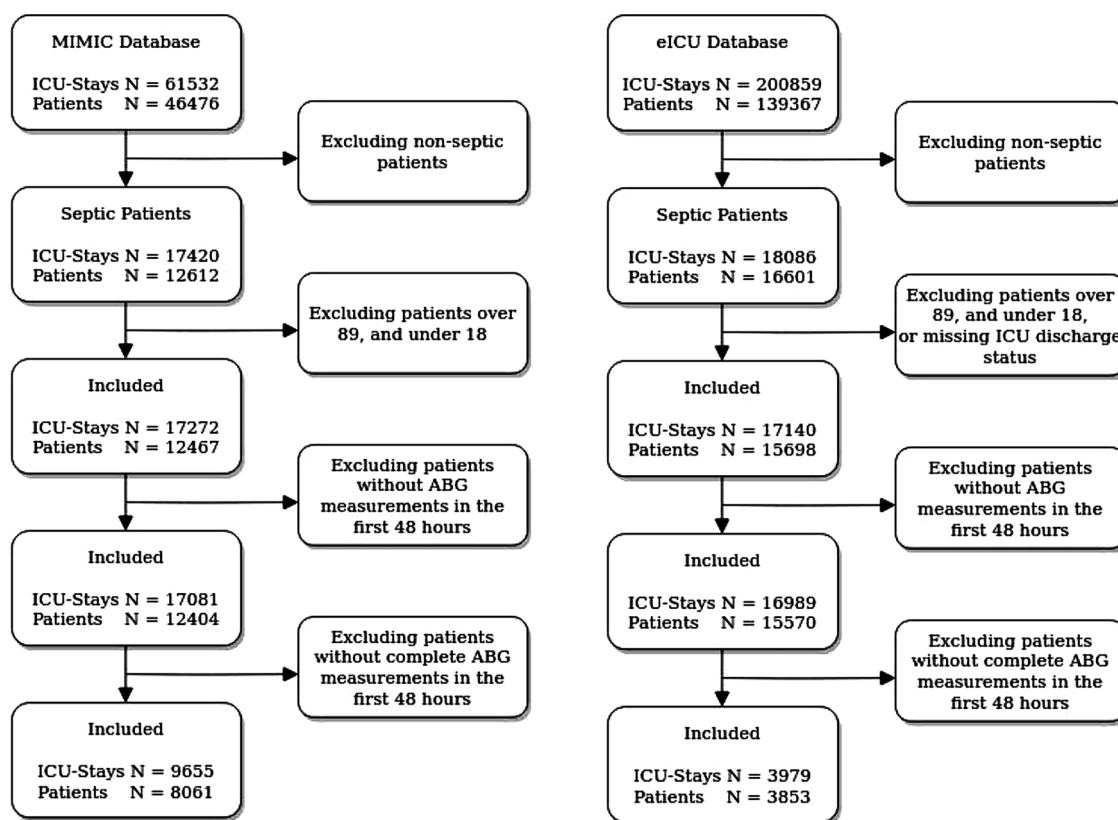 MIMIC Database
ICU-Stays N = 61532
Patients N = 46476
Excluding non-septic
patients
Septic Patients
ICU-Stays N = 17420
Patients N = 12612
Excluding patients over
89, and under 18
Included
ICU-Stays N = 17272
Patients N = 12467
Excluding patients
without ABG
measurements in the
first 48 hours
Included
ICU-Stays N = 17081
Patients N = 12404
Excluding patients
without complete ABG
measurements in the
first 48 hours
Included
ICU-Stays N = 9655
Patients N = 8061
eICU Database
ICU-Stays N = 200859
Patients N = 139367
Excluding non-septic
patients
Septic Patients
ICU-Stays N = 18086
Patients N = 16601
Excluding patients over
89, and under 18,
or missing ICU discharge
status
Included
ICU-Stays N = 17140
Patients N = 15698
Excluding patients
without ABG
measurements in the
first 48 hours
Included
ICU-Stays N = 16989
Patients N = 15570
Excluding patients
without complete ABG
measurements in the
first 48 hours
Included
ICU-Stays N = 3979
Patients N = 3853